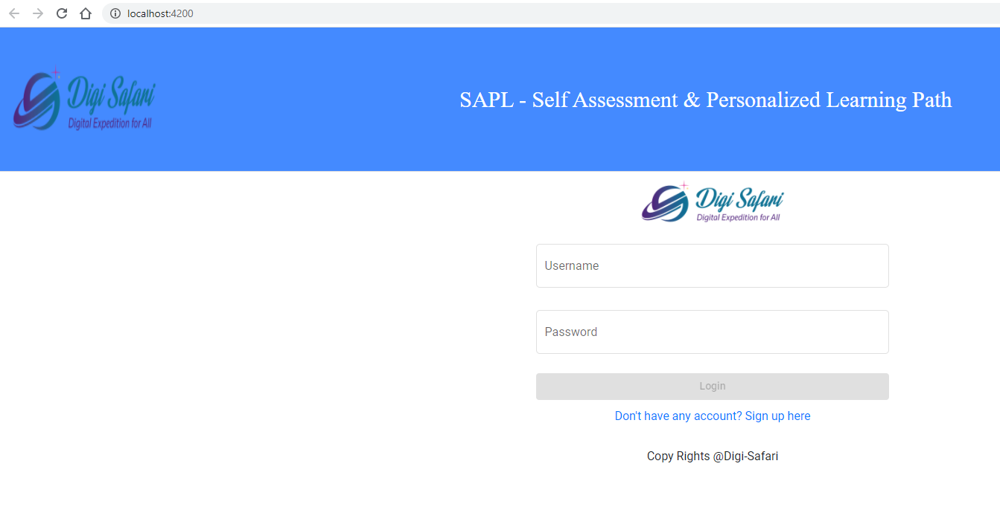 localhost:4200
Digi Safari
Digital Expedition for All
SAPL - Self Assessment & Personalized Learning Path
Digi Safari
Digital Expedition for All
Username
Password
Login
Don't have any account? Sign up here
Copy Rights @Digi-Safari